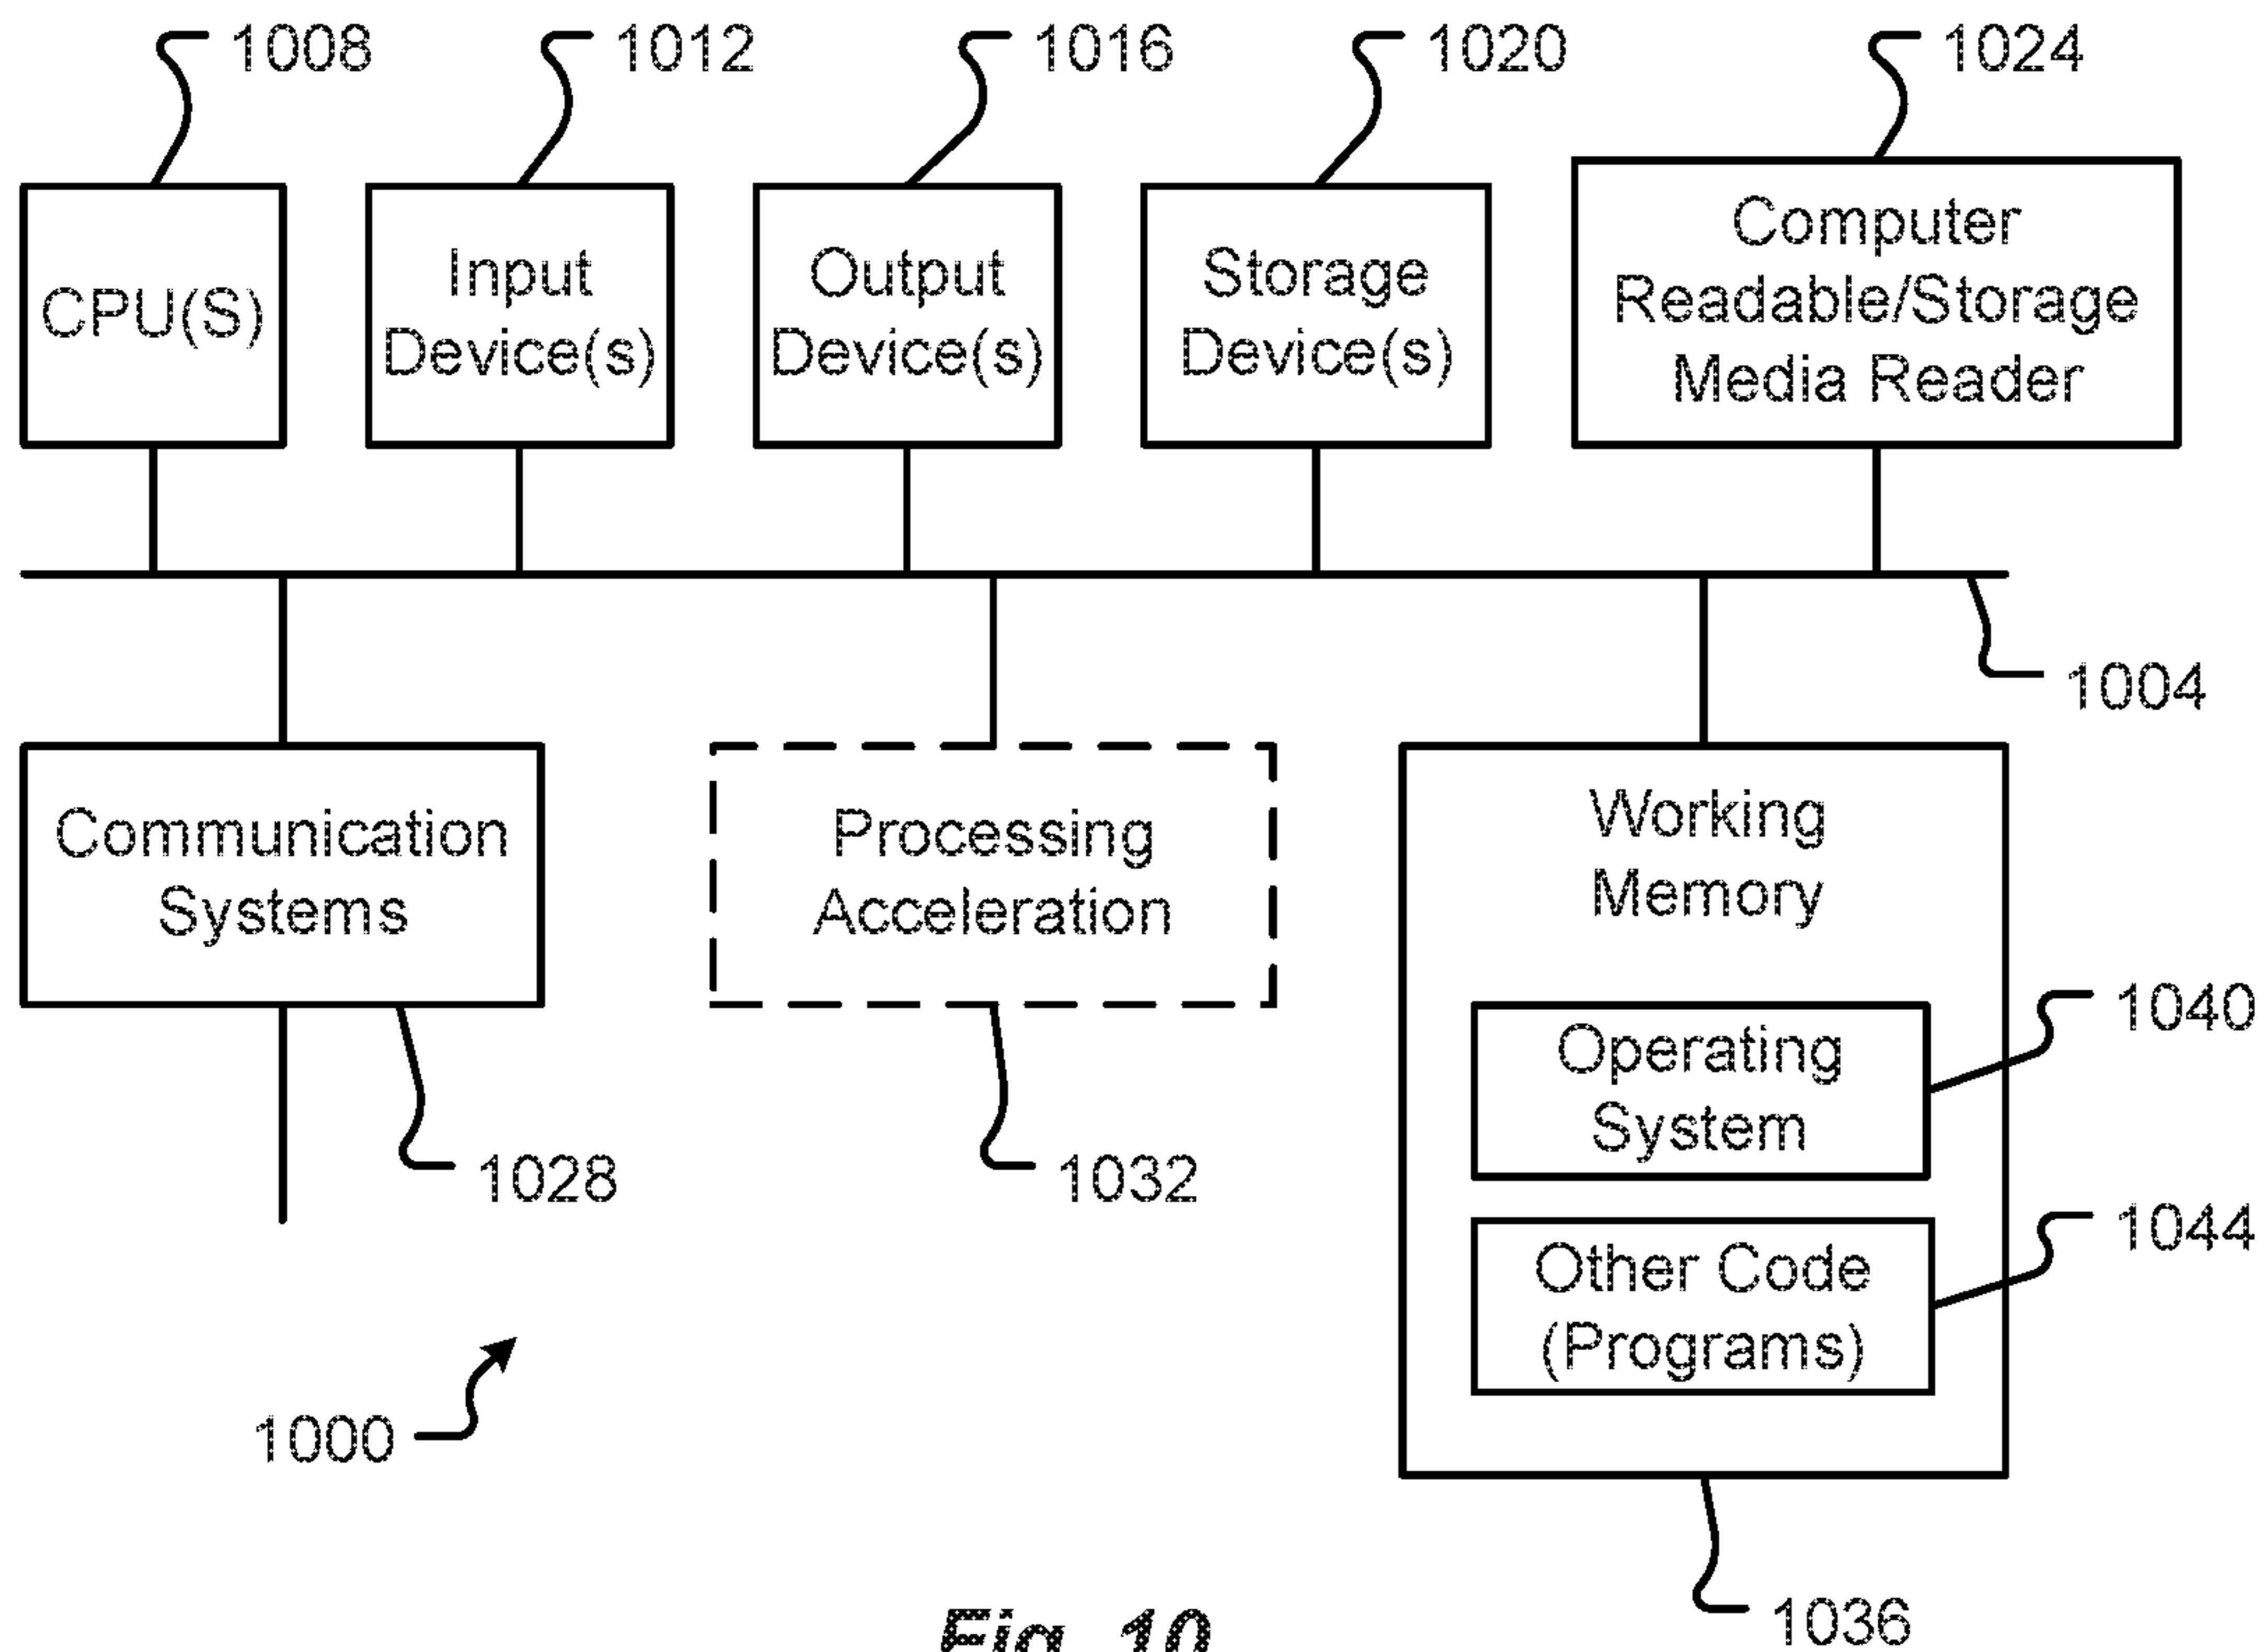 1008
1012
1016
1020
1024
CPU(S)
Input
Device(s)
Output
Device(s)
Storage
Device(s)
Computer
Readable/Storage
Media Reader
1004
Communication
Systems
Processing
Acceleration
Working
Memory
Operating
System
1040
Other Code
(Programs)
1044
1028
1032
1000
1036
Fig. 10